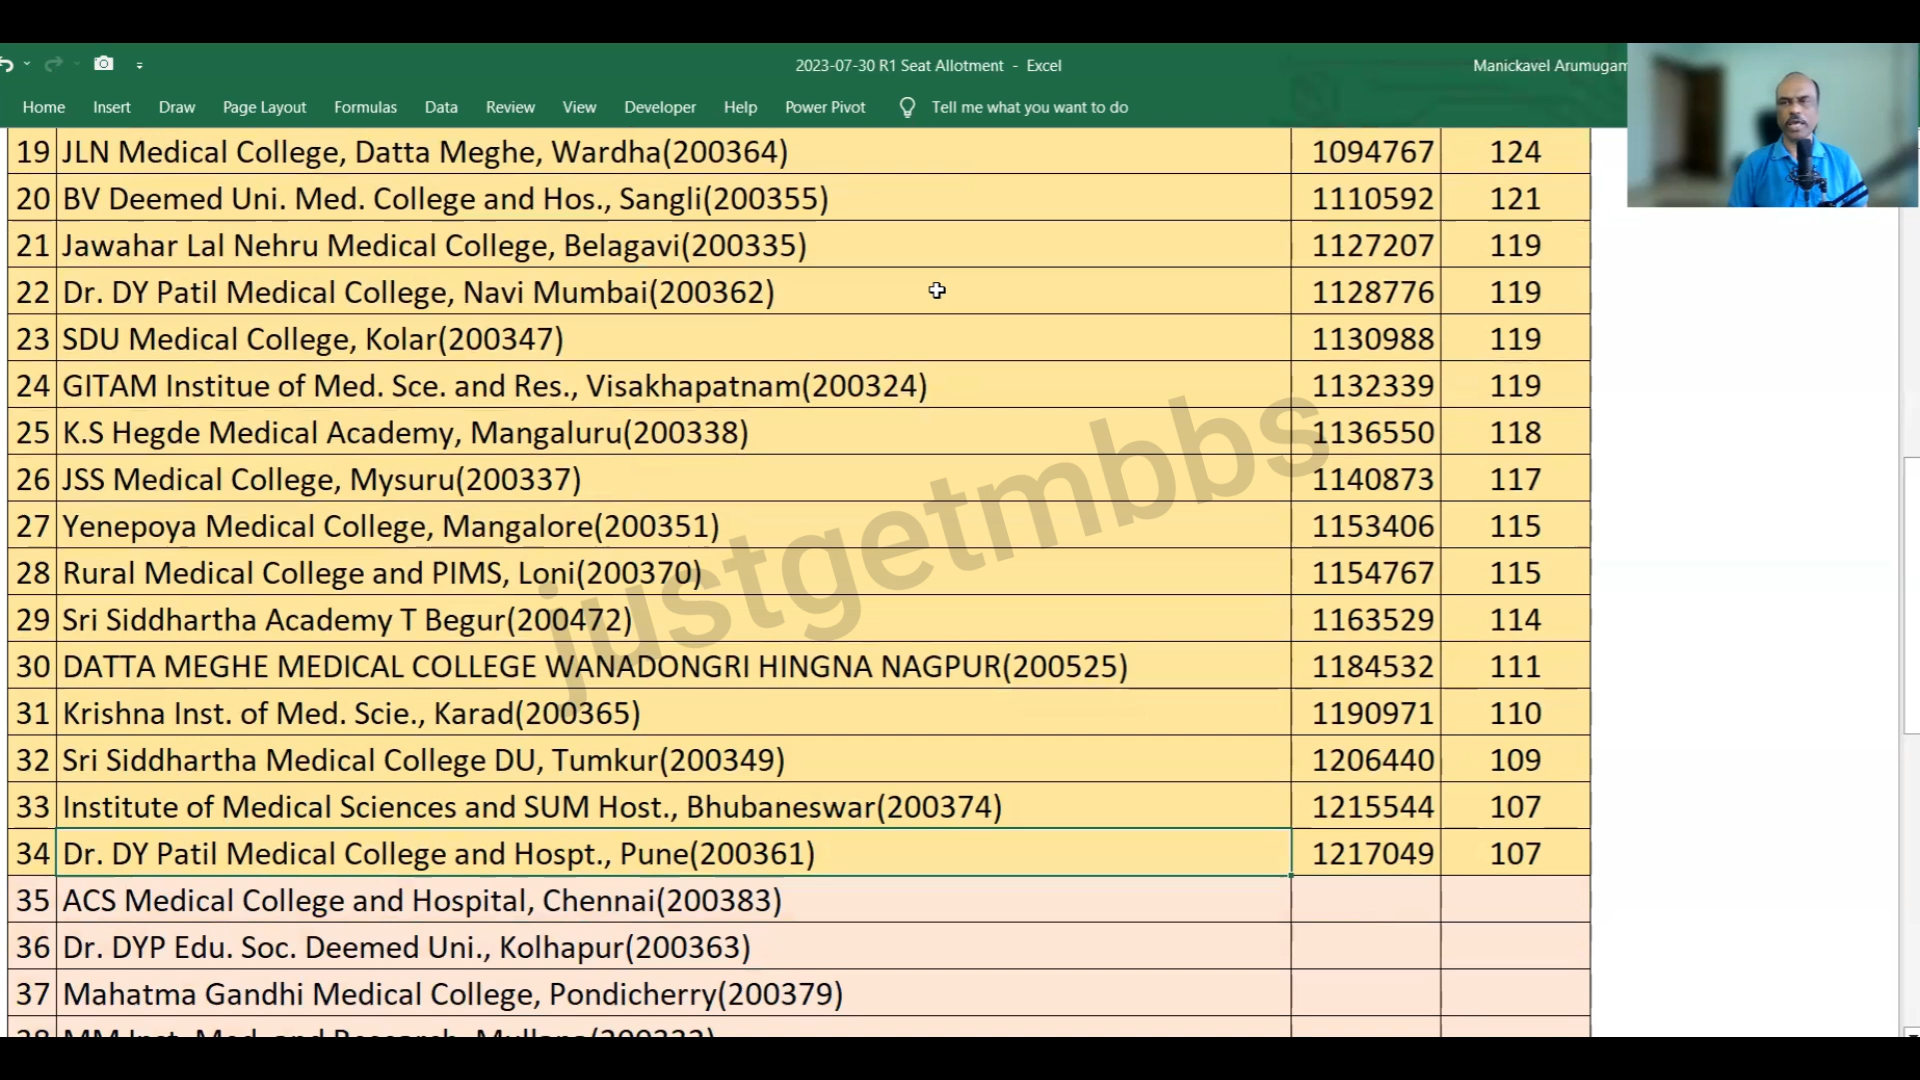 2023-07-30 R1 Seat Allotment - Excel
Manickavel Arumugam
Home Insert Draw Page Layout Formulas Data Review View Developer Help Power Pivot Tell me what you want to do
19 JLN Medical College, Datta Meghe, Wardha(200364) 1094767 124
20 BV Deemed Uni. Med. College and Hos., Sangli(200355) 1110592 121
21 Jawahar Lal Nehru Medical College, Belagavi(200335) 1127207 119
22 Dr. DY Patil Medical College, Navi Mumbai(200362) 1128776 119
23 SDU Medical College, Kolar(200347) 1130988 119
24 GITAM Institue of Med. Sce. and Res., Visakhapatnam(200324) 1132339 119
25 K.S Hegde Medical Academy, Mangaluru(200338) 1136550 118
26 JSS Medical College, Mysuru(200337) 1140873 117
27 Yenepoya Medical College, Mangalore(200351) 1153406 115
28 Rural Medical College and PIMS, Loni(200370) 1154767 115
29 Sri Siddhartha Academy T Begur(200472) 1163529 114
30 DATTA MEGHE MEDICAL COLLEGE WANADONGRI HINGNA NAGPUR(200525) 1184532 111
31 Krishna Inst. of Med. Scie., Karad(200365) 1190971 110
32 Sri Siddhartha Medical College DU, Tumkur(200349) 1206440 109
33 Institute of Medical Sciences and SUM Host., Bhubaneswar(200374) 1215544 107
34 Dr. DY Patil Medical College and Hospt., Pune(200361) 1217049 107
35 ACS Medical College and Hospital, Chennai(200383)
36 Dr. DYP Edu. Soc. Deemed Uni., Kolhapur(200363)
37 Mahatma Gandhi Medical College, Pondicherry(200379)
justgetmbbs